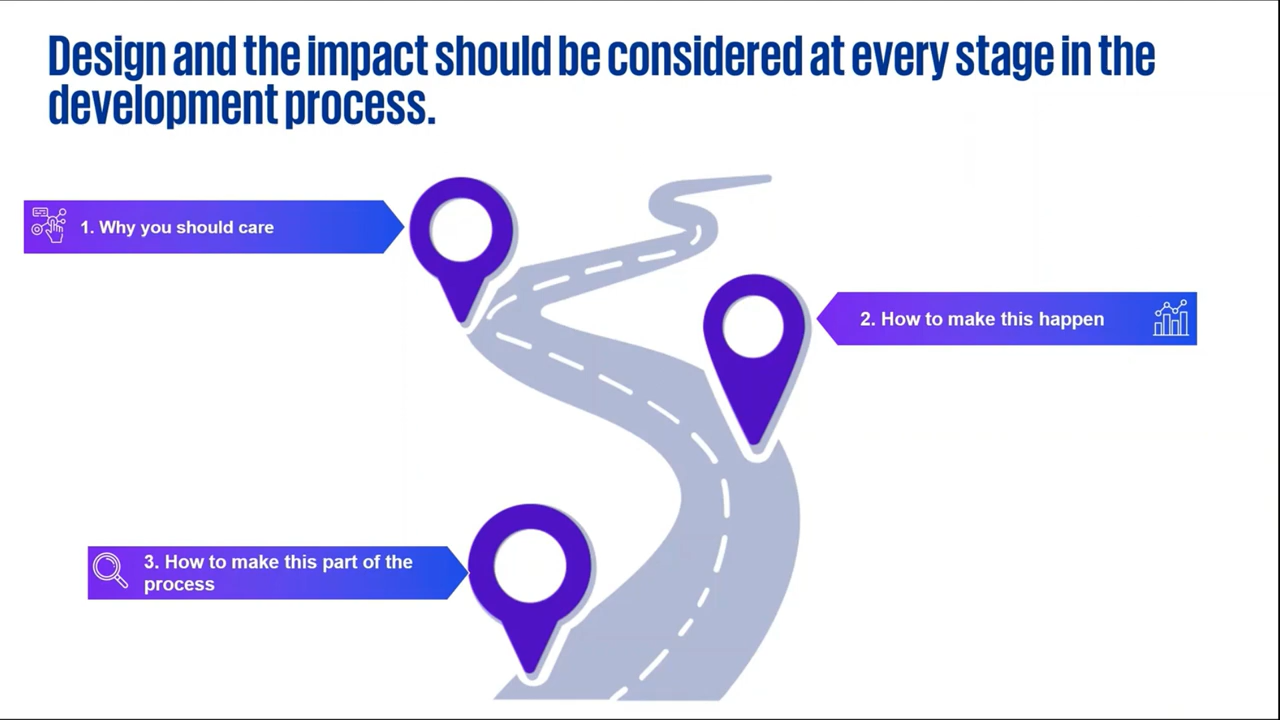 Design and the impact should be considered at every stage in the
development process.
1. Why you should care
2. How to make this happen
3. How to make this part of the
process